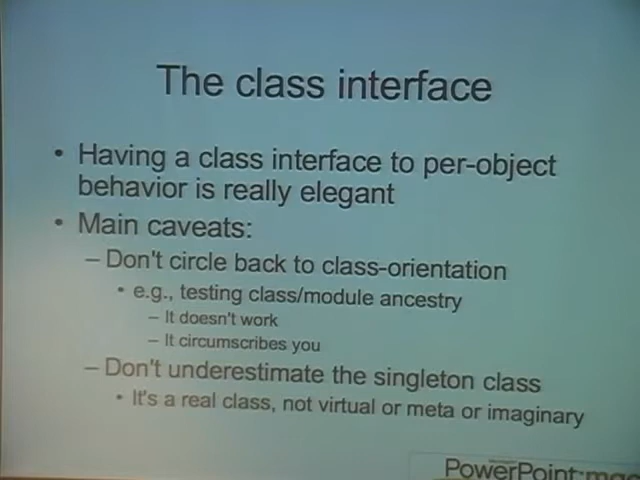 The class interface
• Having a class interface to per-object
behavior is really elegant
• Main caveats:
– Don't circle back to class-orientation
• e.g., testing class/module ancestry
– It doesn't work
– It circumscribes you
– Don't underestimate the singleton class
• It's a real class, not virtual or meta or imaginary
PowerPoint: